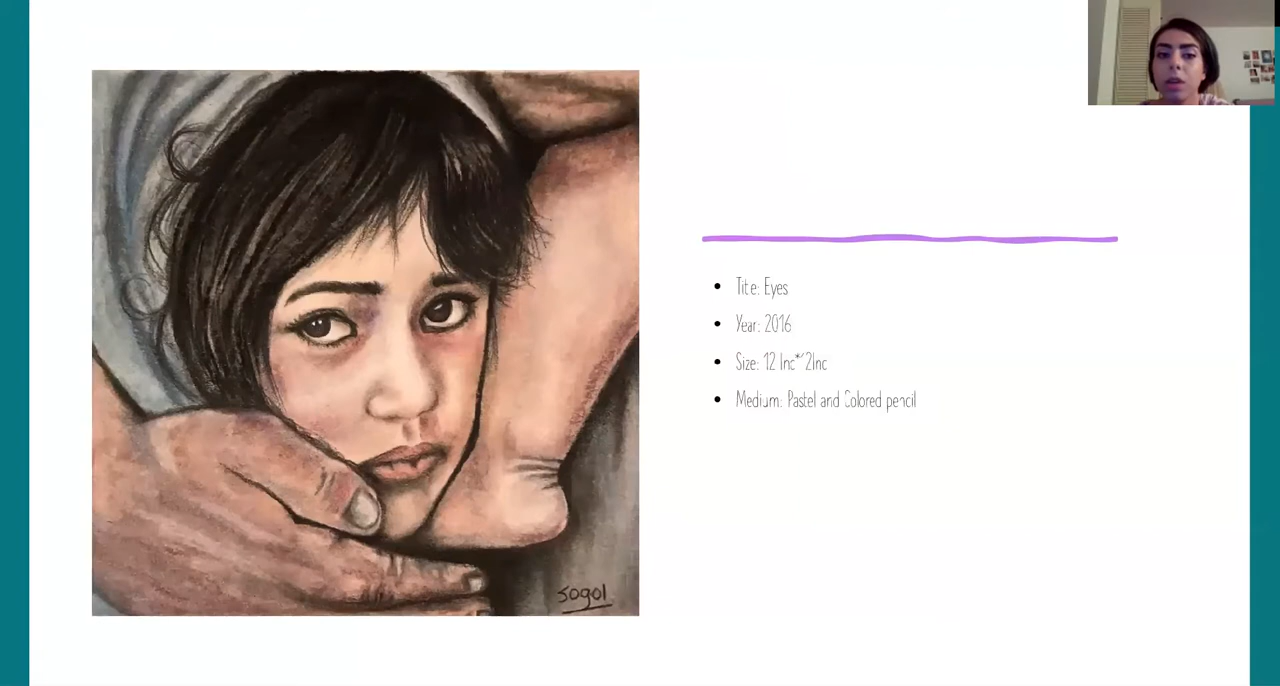 Title: Eyes
Year: 2016
Size: 12 Inc*12Inc
Medium: Pastel and Colored pencil
sogol